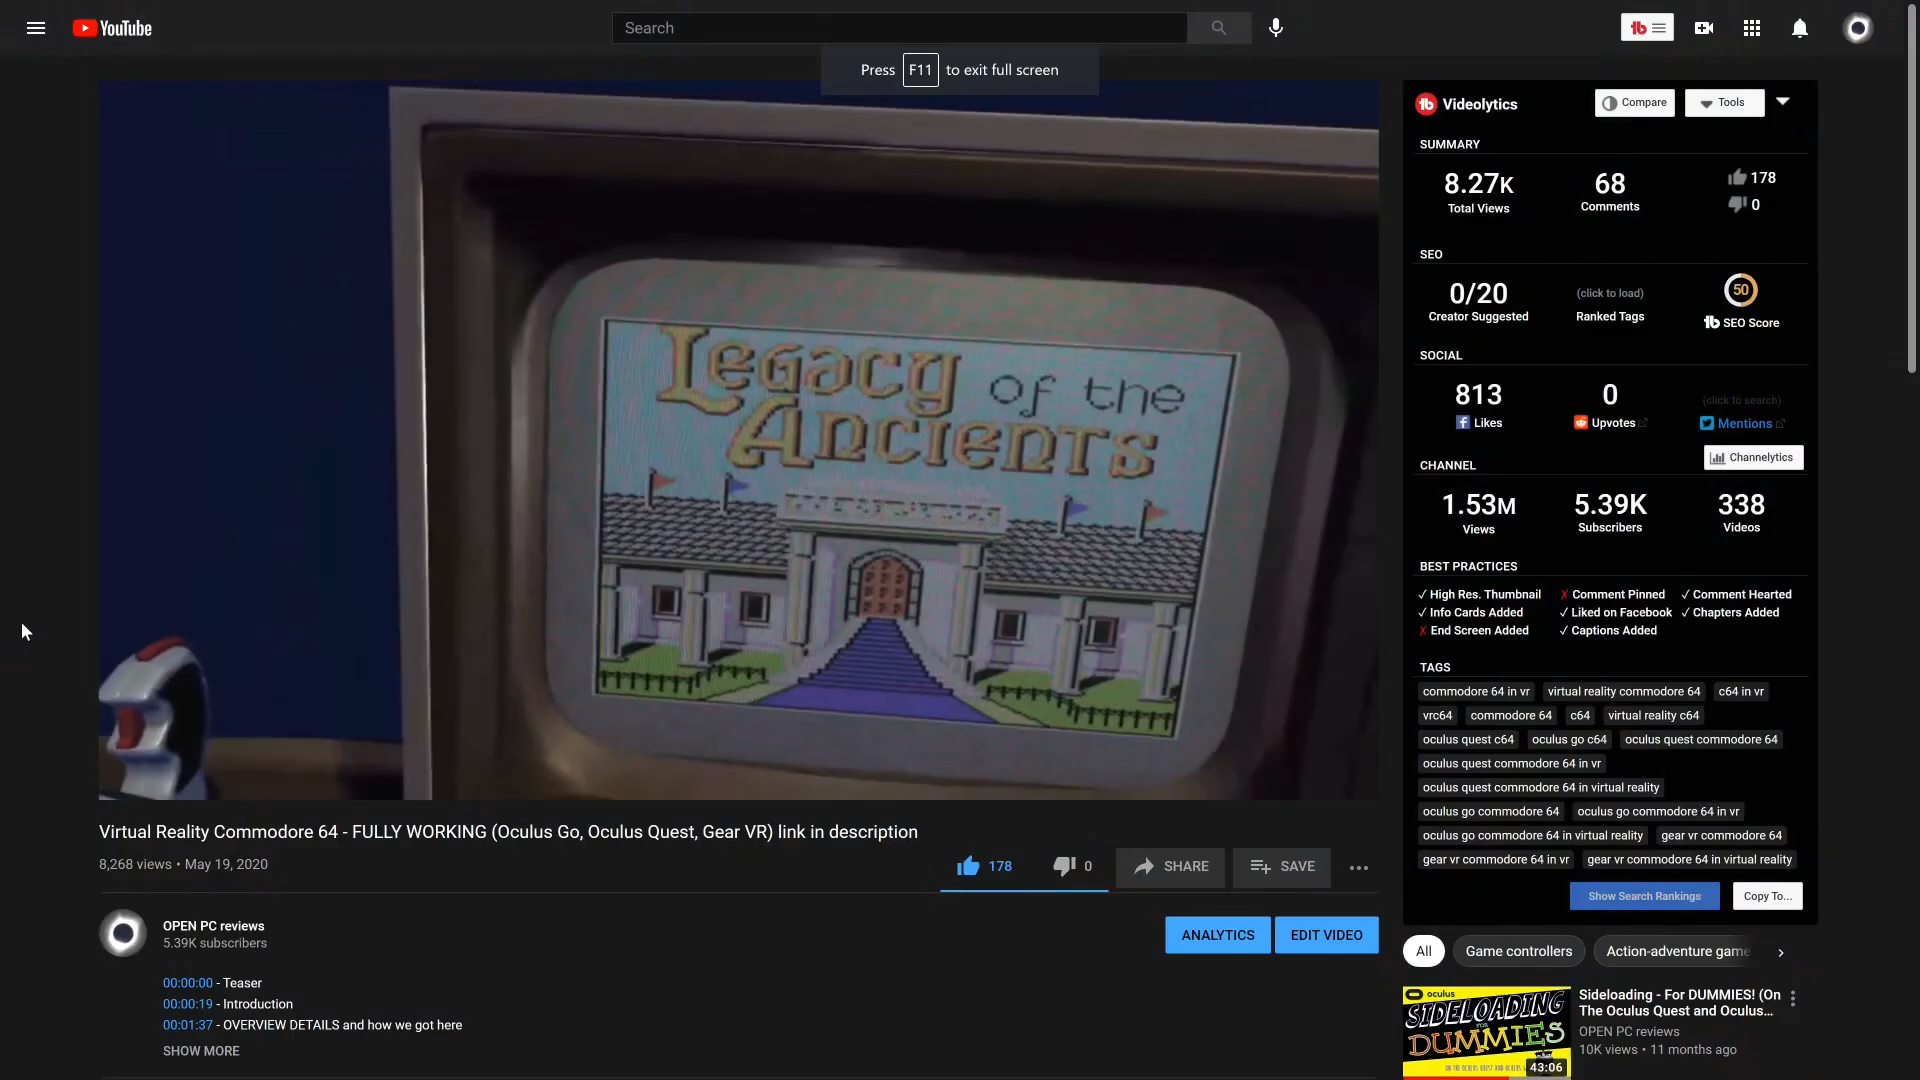 YouTube
Search
Press F11 to exit full screen
LEGACY of the
ANCIENTS
Virtual Reality Commodore 64 - FULLY WORKING (Oculus Go, Oculus Quest, Gear VR) link in description
8,268 views • May 19, 2020
178
0
SHARE
SAVE
OPEN PC reviews
5.39K subscribers
ANALYTICS
EDIT VIDEO
00:00:00 - Teaser
00:00:19 - Introduction
00:01:37 - OVERVIEW DETAILS and how we got here
SHOW MORE
Videolytics
Compare
Tools
SUMMARY
8.27K 68 178
Total Views Comments 0
SEO
0/20 (click to load) 50
Creator Suggested Ranked Tags tb SEO Score
SOCIAL
813 0 (click to search)
Likes Upvotes Mentions
CHANNEL Channelytics
1.53M 5.39K 338
Views Subscribers Videos
BEST PRACTICES
✓ High Res. Thumbnail ✗ Comment Pinned ✓ Comment Hearted
✓ Info Cards Added ✓ Liked on Facebook ✓ Chapters Added
✗ End Screen Added ✓ Captions Added
TAGS
commodore 64 in vr virtual reality commodore 64 c64 in vr
vrc64 commodore 64 c64 virtual reality c64
oculus quest c64 oculus go c64 oculus quest commodore 64
oculus quest commodore 64 in vr
oculus quest commodore 64 in virtual reality
oculus go commodore 64 oculus go commodore 64 in vr
oculus go commodore 64 in virtual reality gear vr commodore 64
gear vr commodore 64 in vr gear vr commodore 64 in virtual reality
Show Search Rankings Copy To...
All Game controllers Action-adventure game
oculus
SIDELOADING
FOR
DUMMIES
43:06
Sideloading - For DUMMIES! (On
The Oculus Quest and Oculus...
OPEN PC reviews
10K views • 11 months ago